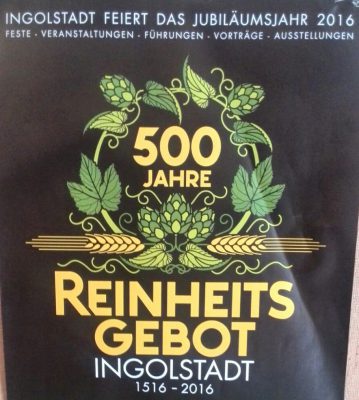 INGOLSTADT FEIERT DAS JUBILÄUMSJAHR 2016
FESTE · VERANSTALTUNGEN · FÜHRUNGEN · VORTRÄGE · AUSSTELLUNGEN
500
JAHRE
REINHEITS
GEBOT
INGOLSTADT
1516 – 2016